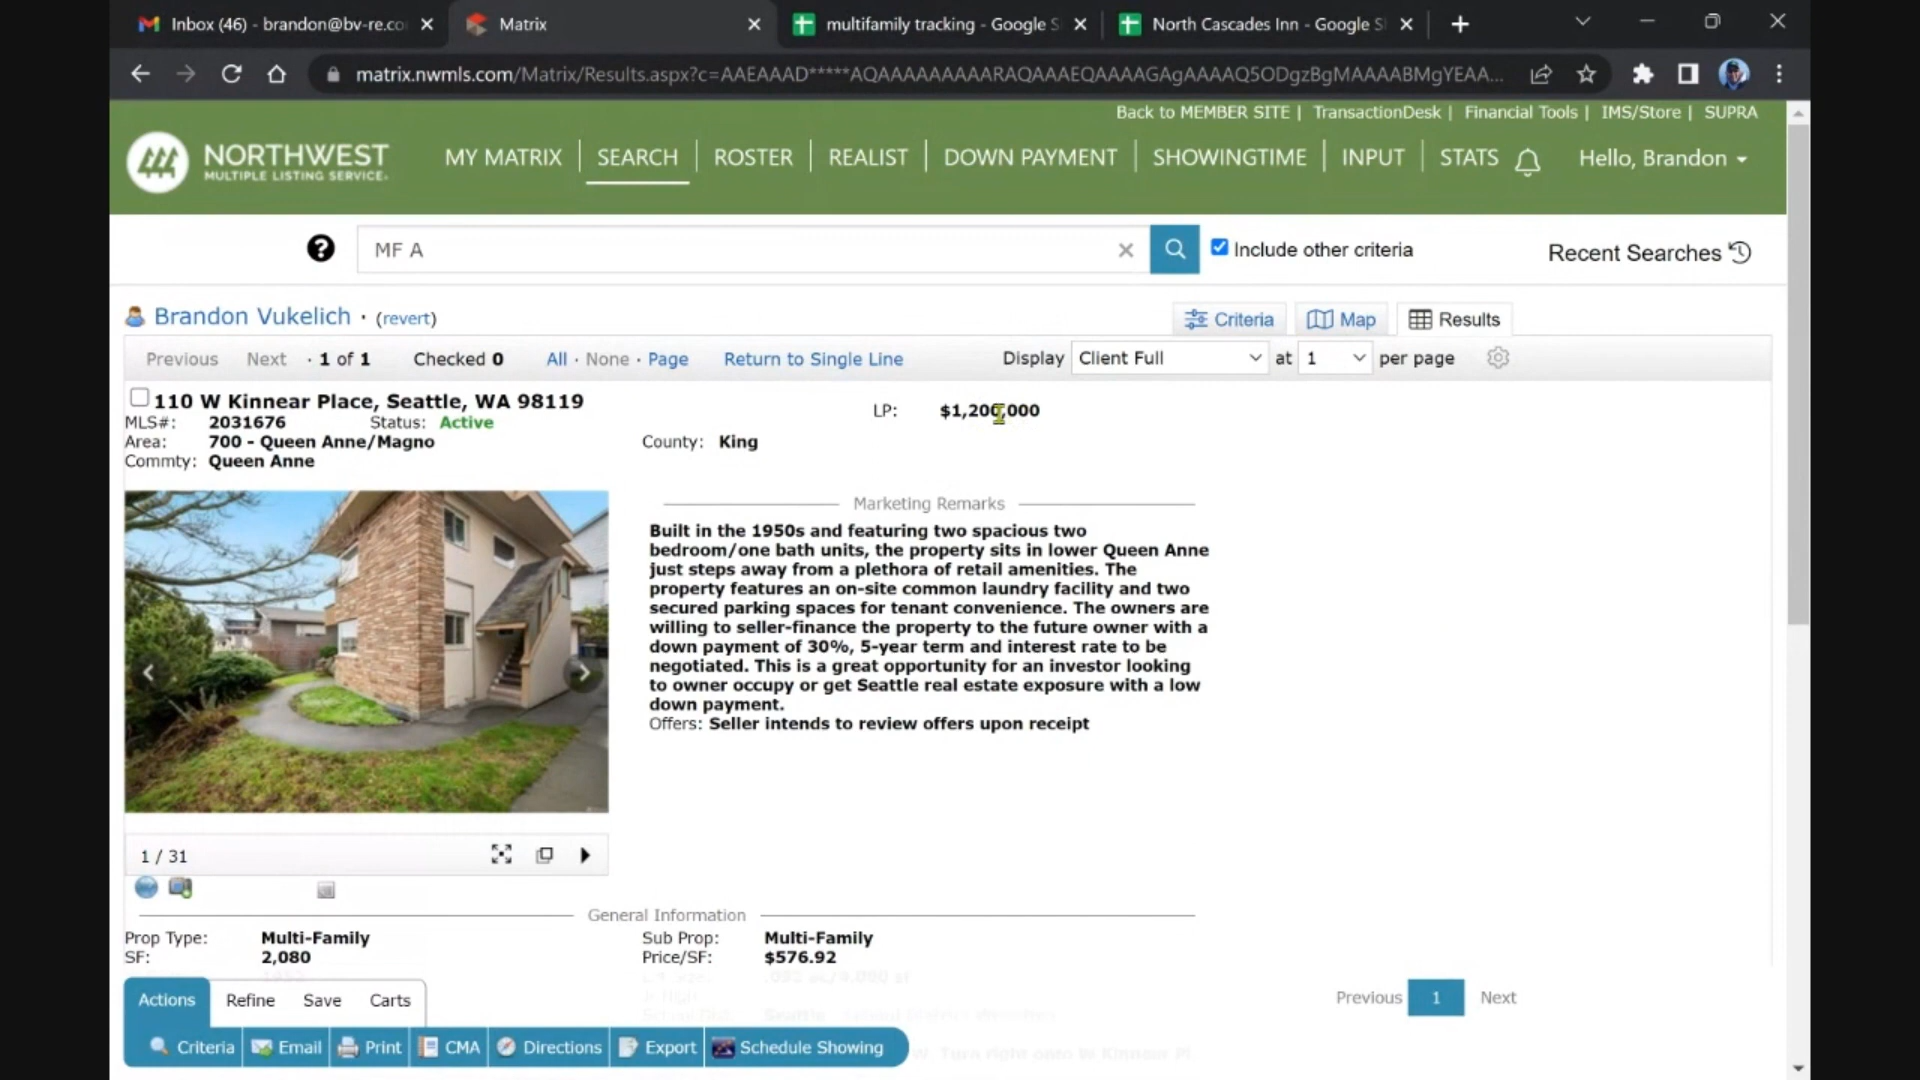 Inbox (46) - brandon@bv-re.co
Matrix
multifamily tracking - Google S
North Cascades Inn - Google S
matrix.nwmls.com/Matrix/Results.aspx?c=AAEAAAD*****AQAAAAAAAAARAQAAAEQAAAAGAgAAAAQ5ODgzBgMAAAABMgYEAA...
Back to MEMBER SITE | TransactionDesk | Financial Tools | IMS/Store | SUPRA
NORTHWEST
MULTIPLE LISTING SERVICE
MY MATRIX | SEARCH | ROSTER | REALIST | DOWN PAYMENT | SHOWINGTIME | INPUT | STATS
Hello, Brandon
MF A
Include other criteria
Recent Searches
Brandon Vukelich · (revert)
Criteria
Map
Results
Previous Next · 1 of 1 Checked 0 All · None · Page Return to Single Line Display Client Full at 1 per page
110 W Kinnear Place, Seattle, WA 98119
LP: $1,200,000
MLS#: 2031676 Status: Active
Area: 700 - Queen Anne/Magno County: King
Commty: Queen Anne
Marketing Remarks
Built in the 1950s and featuring two spacious two
bedroom/one bath units, the property sits in lower Queen Anne
just steps away from a plethora of retail amenities. The
property features an on-site common laundry facility and two
secured parking spaces for tenant convenience. The owners are
willing to seller-finance the property to the future owner with a
down payment of 30%, 5-year term and interest rate to be
negotiated. This is a great opportunity for an investor looking
to owner occupy or get Seattle real estate exposure with a low
down payment.
Offers: Seller intends to review offers upon receipt
1 / 31
General Information
Prop Type: Multi-Family Sub Prop: Multi-Family
SF: 2,080 Price/SF: $576.92
Actions Refine Save Carts
Previous 1 Next
Criteria Email Print CMA Directions Export Schedule Showing